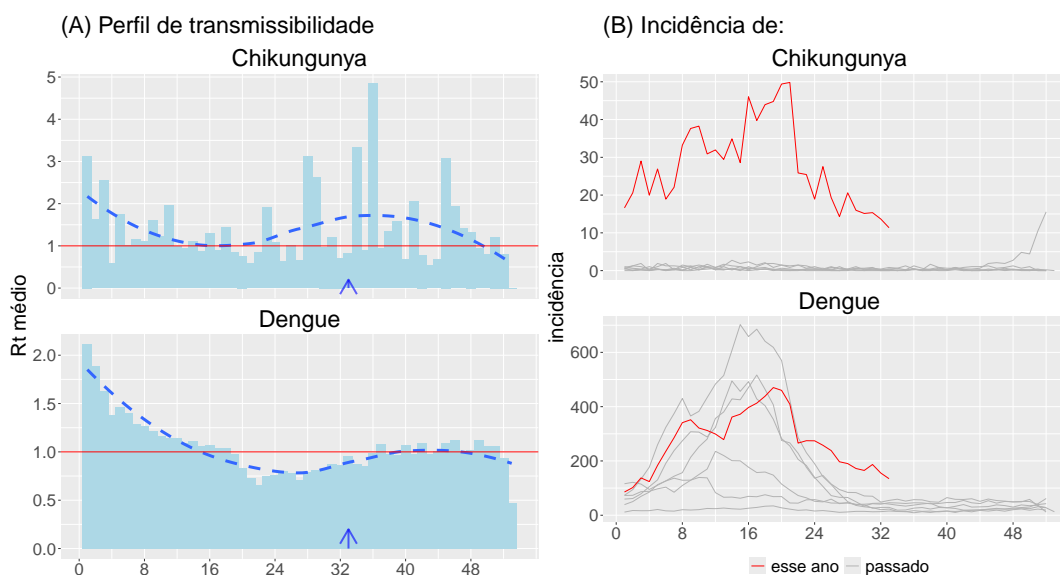 (A) Perfil de transmissibilidade
Chikungunya
5
4
3
2
1
0
Dengue
2.0
1.5
1.0
0.5
0.0
0 8 16 24 32 40 48
Rt médio
(B) Incidência de:
Chikungunya
50
40
30
20
10
0
Dengue
600
400
200
0
0 8 16 24 32 40 48
incidência
esse ano passado